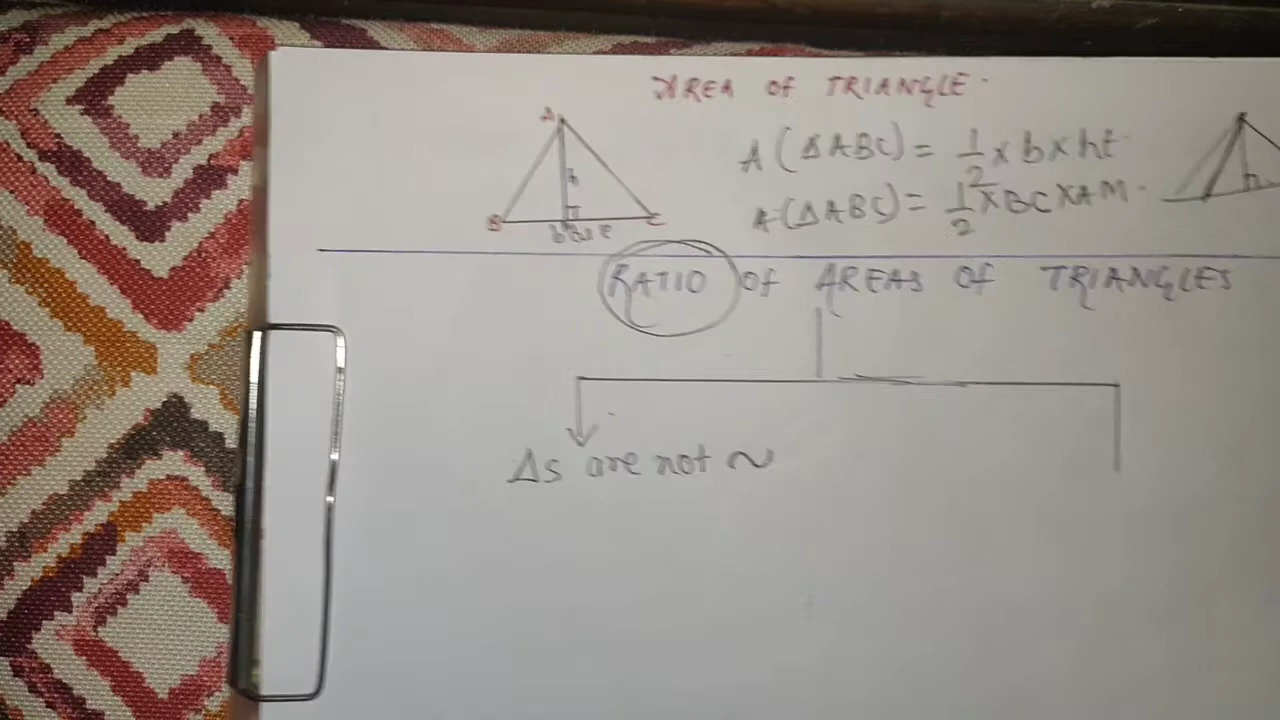 AREA OF TRIANGLE.
A
A (ΔABC) = 1/2 x b x ht
h
A (ΔABC) = 1/2 x BC x AM.
h
B
C
base
RATIO OF AREAS OF TRIANGLES
Δs are not ~